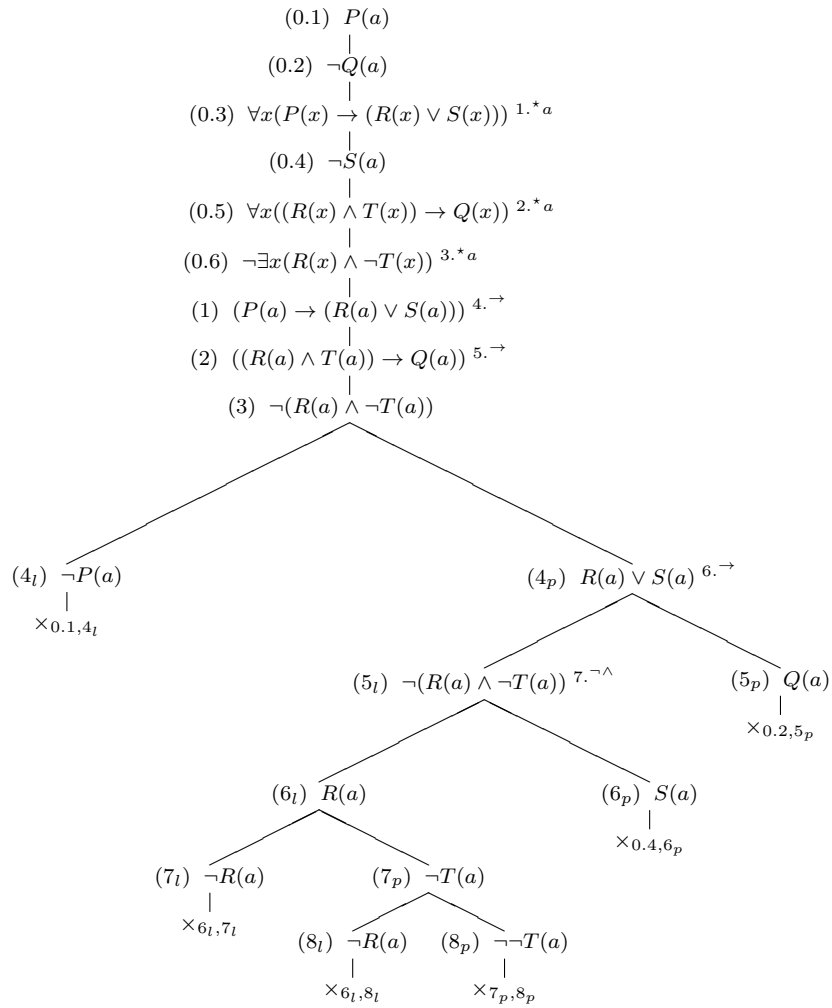 (0.1) P(a)
(0.2) ¬Q(a)
(0.3) ∀x(P(x) → (R(x) ∨ S(x))) 1.⋆a
(0.4) ¬S(a)
(0.5) ∀x((R(x) ∧ T(x)) → Q(x)) 2.⋆a
(0.6) ¬∃x(R(x) ∧ ¬T(x)) 3.⋆a
(1) (P(a) → (R(a) ∨ S(a))) 4.→
(2) ((R(a) ∧ T(a)) → Q(a)) 5.→
(3) ¬(R(a) ∧ ¬T(a))
(4l) ¬P(a)
(4p) R(a) ∨ S(a) 6.→
×0.1,4l
(5l) ¬(R(a) ∧ ¬T(a)) 7.¬∧
(5p) Q(a)
×0.2,5p
(6l) R(a)
(6p) S(a)
×0.4,6p
(7l) ¬R(a)
(7p) ¬T(a)
×6l,7l
(8l) ¬R(a)
(8p) ¬¬T(a)
×6l,8l
×7p,8p